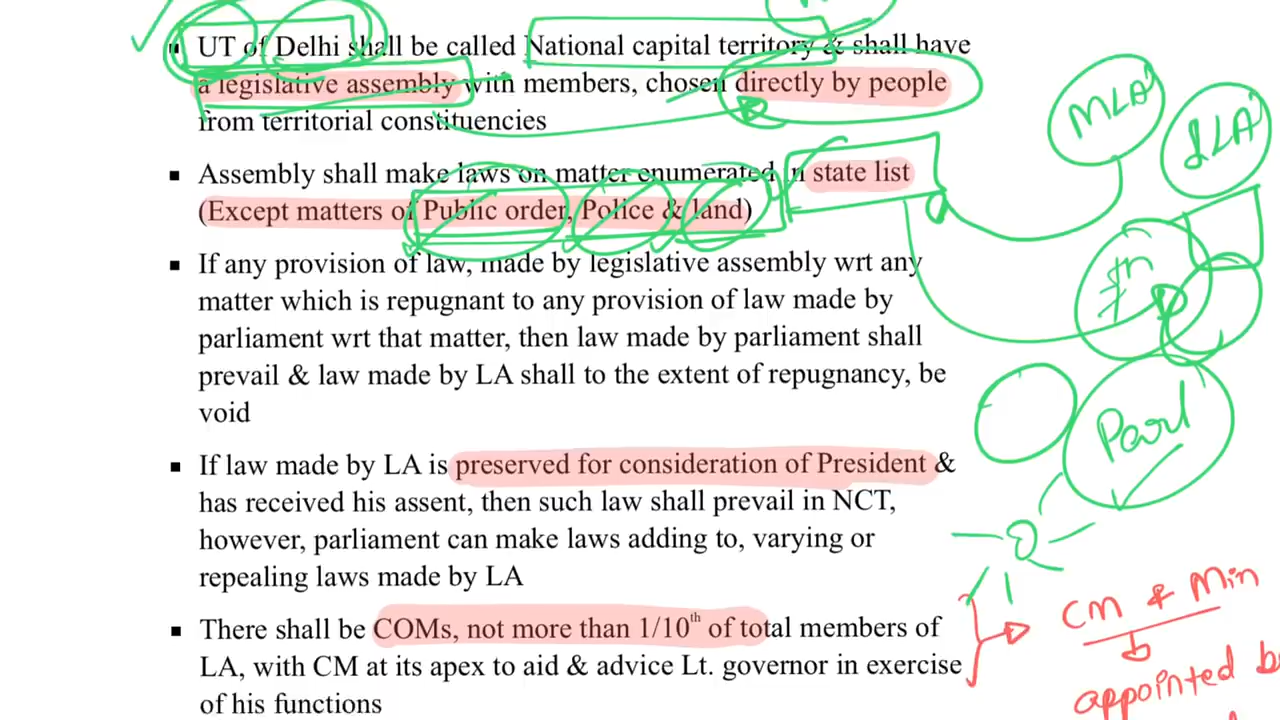 ▪ UT of Delhi shall be called National capital territory & shall have
a legislative assembly with members, chosen directly by people
from territorial constituencies
▪ Assembly shall make laws on matter enumerated in state list
(Except matters of Public order, Police & land)
MLA's
▪ If any provision of law, made by legislative assembly wrt any
matter which is repugnant to any provision of law made by
parliament wrt that matter, then law made by parliament shall
prevail & law made by LA shall to the extent of repugnancy, be
void
Parl
▪ If law made by LA is preserved for consideration of President &
has received his assent, then such law shall prevail in NCT,
however, parliament can make laws adding to, varying or
repealing laws made by LA
▪ There shall be COMs, not more than 1/10th of total members of
LA, with CM at its apex to aid & advice Lt. governor in exercise
of his functions
CM & Min
appointed